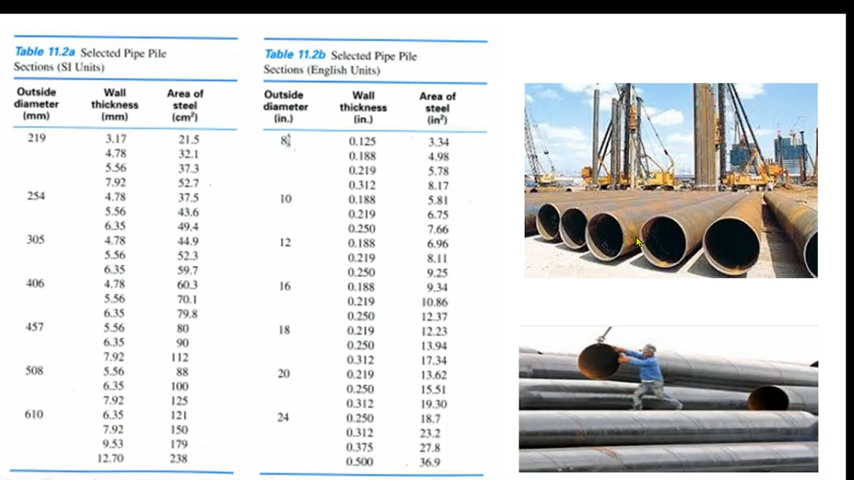 Table 11.2a Selected Pipe Pile
Sections (SI Units)
Outside diameter (mm) Wall thickness (mm) Area of steel (cm²)
219 3.17 21.5
4.78 32.1
5.56 37.3
7.92 52.7
254 4.78 37.5
5.56 43.6
6.35 49.4
305 4.78 44.9
5.56 52.3
6.35 59.7
406 4.78 60.3
5.56 70.1
6.35 79.8
457 5.56 80
6.35 90
7.92 112
508 5.56 88
6.35 100
7.92 125
610 6.35 121
7.92 150
9.53 179
12.70 238
Table 11.2b Selected Pipe Pile
Sections (English Units)
Outside diameter (in.) Wall thickness (in.) Area of steel (in²)
0.125 3.34
0.188 4.98
0.219 5.78
0.312 8.17
10 0.188 5.81
0.219 6.75
0.250 7.66
12 0.188 6.96
0.219 8.11
0.250 9.25
16 0.188 9.34
0.219 10.86
0.250 12.37
18 0.219 12.23
0.250 13.94
0.312 17.34
20 0.219 13.62
0.250 15.51
0.312 19.30
24 0.250 18.7
0.312 23.2
0.375 27.8
0.500 36.9